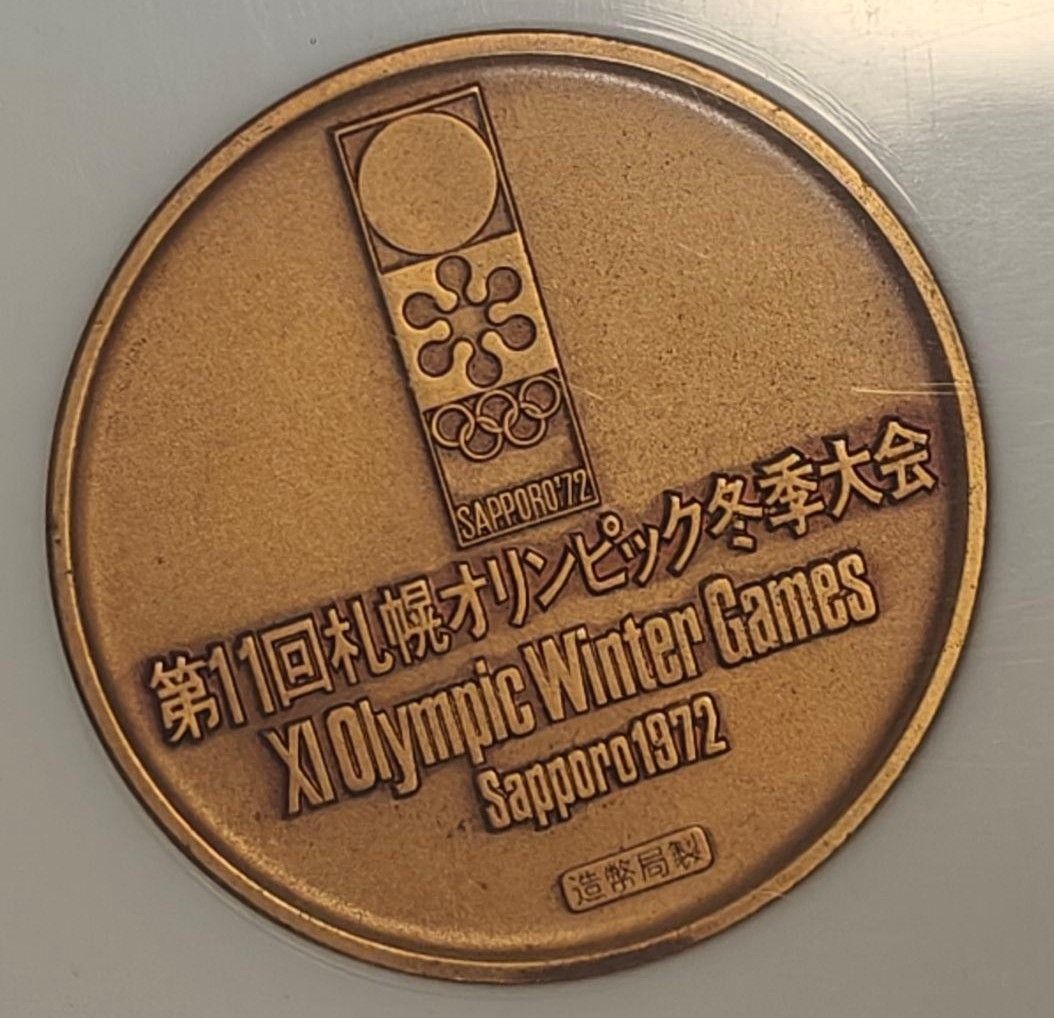 SAPPORO'72
第11回札幌オリンピック冬季大会
XI Olympic Winter Games
Sapporo 1972
造幣局製